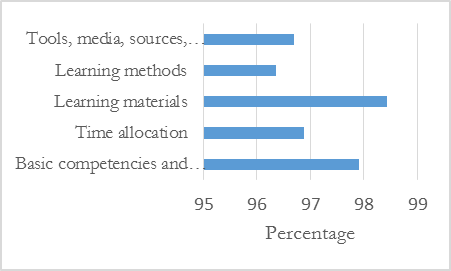 Tools, media, sources,...
Learning methods
Learning materials
Time allocation
Basic competencies and...
95 96 97 98 99
Percentage